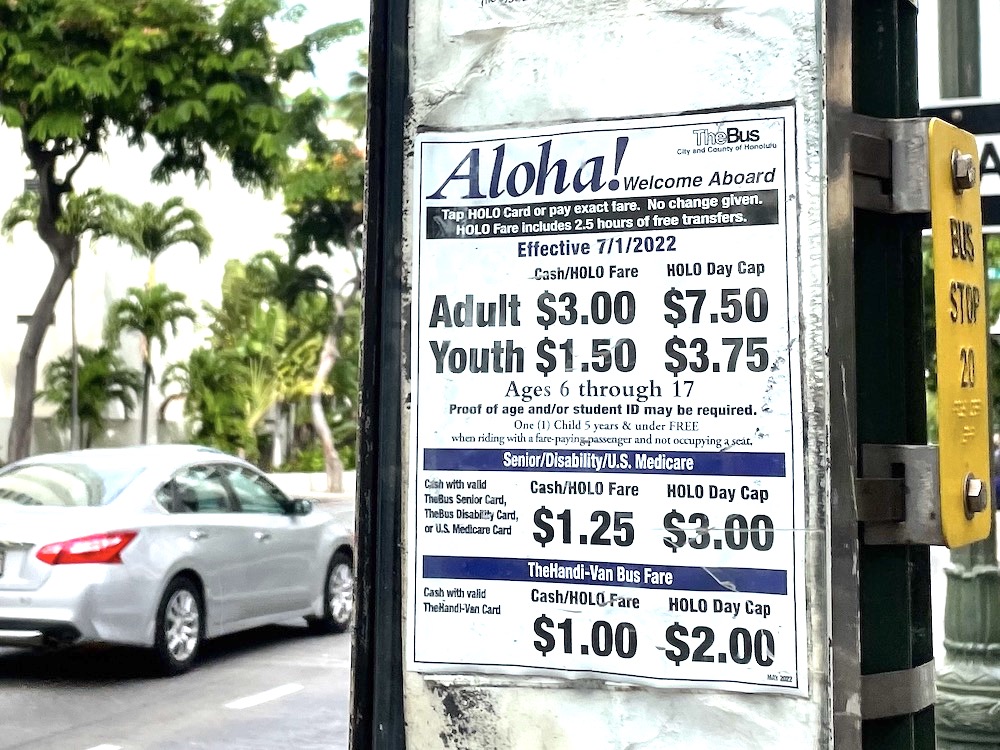 TheBus
City and County of Honolulu
Aloha! Welcome Aboard
Tap HOLO Card or pay exact fare. No change given.
HOLO Fare includes 2.5 hours of free transfers.
Effective 7/1/2022
Cash/HOLO Fare HOLO Day Cap
Adult $3.00 $7.50
Youth $1.50 $3.75
Ages 6 through 17
Proof of age and/or student ID may be required.
One (1) Child 5 years & under FREE
when riding with a fare-paying passenger and not occupying a seat.
Senior/Disability/U.S. Medicare
Cash with valid
TheBus Senior Card,
TheBus Disability Card,
or U.S. Medicare Card
Cash/HOLO Fare HOLO Day Cap
$1.25 $3.00
TheHandi-Van Bus Fare
Cash with valid
TheHandi-Van Card
Cash/HOLO Fare HOLO Day Cap
$1.00 $2.00
MAY 2022
BUS
STOP
20
A